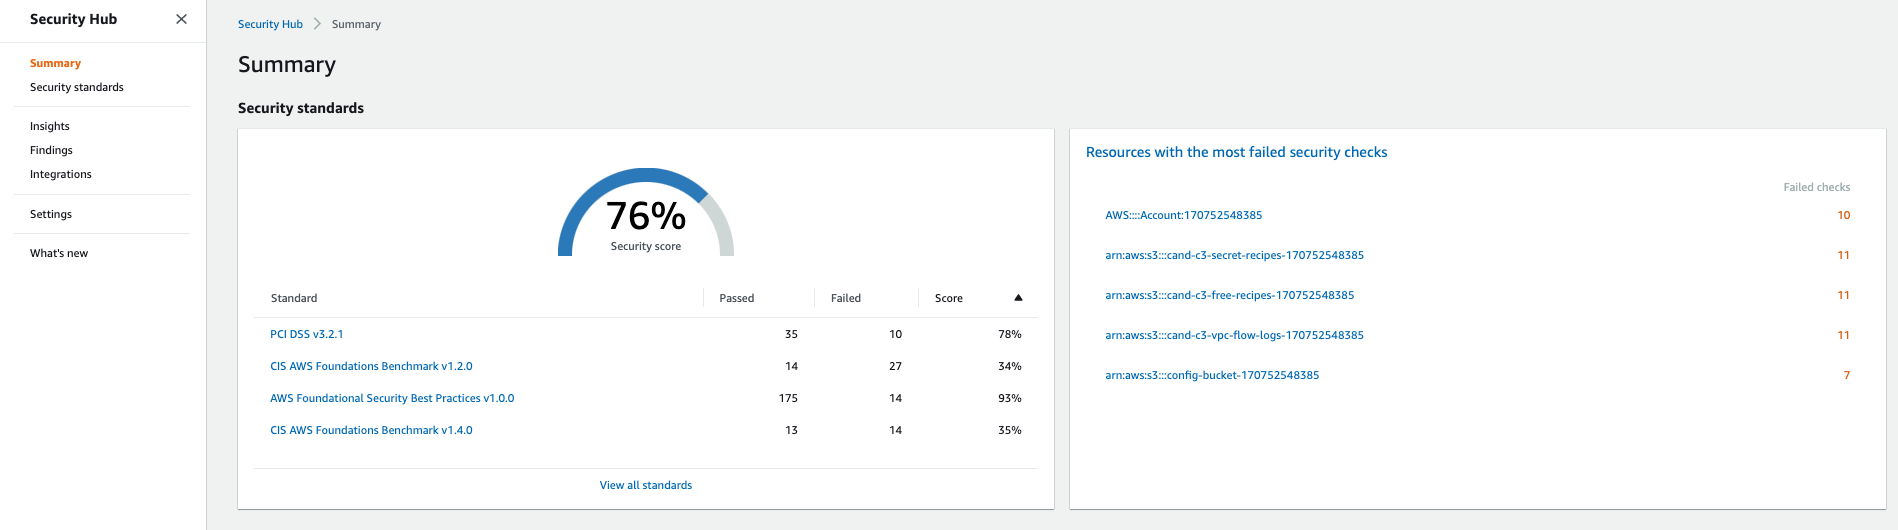 Security Hub
Summary
Security standards
Insights
Findings
Integrations
Settings
What's new
Security Hub > Summary
Summary
Security standards
76%
Security score
Standard Passed Failed Score
PCI DSS v3.2.1 35 10 78%
CIS AWS Foundations Benchmark v1.2.0 14 27 34%
AWS Foundational Security Best Practices v1.0.0 175 14 93%
CIS AWS Foundations Benchmark v1.4.0 13 14 35%
View all standards
Resources with the most failed security checks
Failed checks
AWS::::Account:170752548385 10
arn:aws:s3:::cand-c3-secret-recipes-170752548385 11
arn:aws:s3:::cand-c3-free-recipes-170752548385 11
arn:aws:s3:::cand-c3-vpc-flow-logs-170752548385 11
arn:aws:s3:::config-bucket-170752548385 7